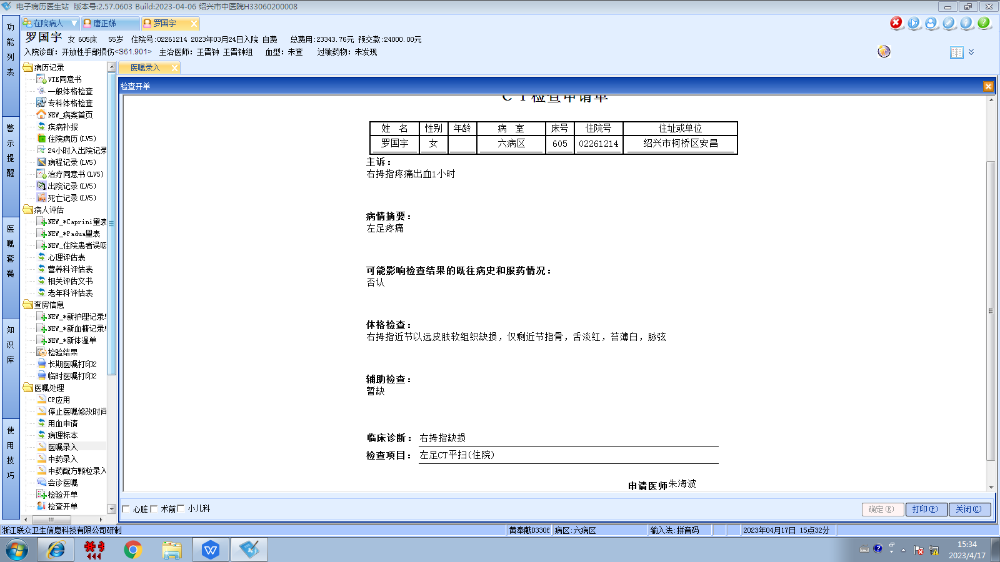 电子病历医生站 版本号:2.57.0603 Build:2023-04-06 绍兴市中医院H33060200008
在院病人
唐正娣
罗国宇
罗国宇 女 605床 55岁 住院号:02261214 2023年03月24日入院 自费 总费用:23343.76元 预交款:24000.00元
入院诊断: 开放性手部损伤<S61.901> 主治医师: 王晋钟 王晋钟组 血型: 未查 过敏药物: 未发现
功能列表
警示提醒
医嘱套餐
知识库
使用技巧
病历记录
VTE同意书
一般体格检查
专科体格检查
NEW_病案首页
疾病补报
住院病历(LV5)
24小时入出院记录
病程记录(LV5)
治疗同意书(LV5)
出院记录(LV5)
死亡记录(LV5)
病人评估
NEW_*Caprini量表
NEW_*Padua量表
NEW_住院患者误吸
心理评估表
营养科评估表
相关评估文书
老年科评估表
查房信息
NEW_*新护理记录单
NEW_*新血糖记录单
NEW_*新体温单
检验结果
长期医嘱打印2
临时医嘱打印2
医嘱处理
CP应用
停止医嘱修改时间
用血申请
病理标本
医嘱录入
中药录入
中药配方颗粒录入
会诊医嘱
检验开单
检查开单
医嘱录入
检查开单
CT检查申请单
姓 名 性别 年龄 病 室 床号 住院号 住址或单位
罗国宇 女 六病区 605 02261214 绍兴市柯桥区安昌
主诉:
右拇指疼痛出血1小时
病情摘要:
左足疼痛
可能影响检查结果的既往病史和服药情况:
否认
体格检查:
右拇指近节以远皮肤软组织缺损, 仅剩近节指骨, 舌淡红, 苔薄白, 脉弦
辅助检查:
暂缺
临床诊断: 右拇指缺损
检查项目: 左足CT平扫(住院)
申请医师 朱海波
心脏 术前 小儿科
确定(E) 打印(P) 关闭(C)
浙江联众卫生信息科技有限公司研制 黄奉献D330E 病区:六病区 输入法:拼音码 2023年04月17日 15点32分
15:34
2023/4/17